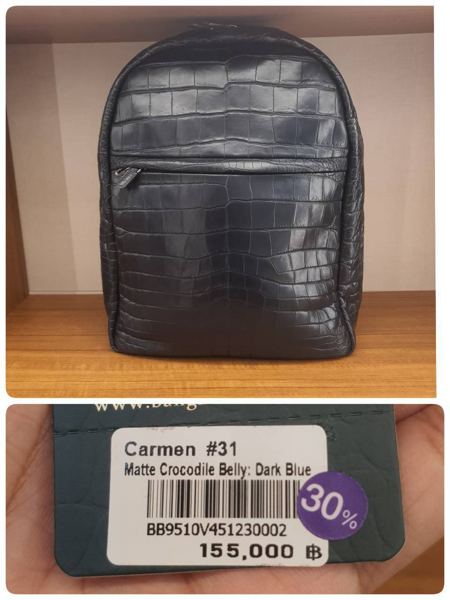 Carmen #31
Matte Crocodile Belly: Dark Blue
30%
BB9510V451230002
155,000 ฿